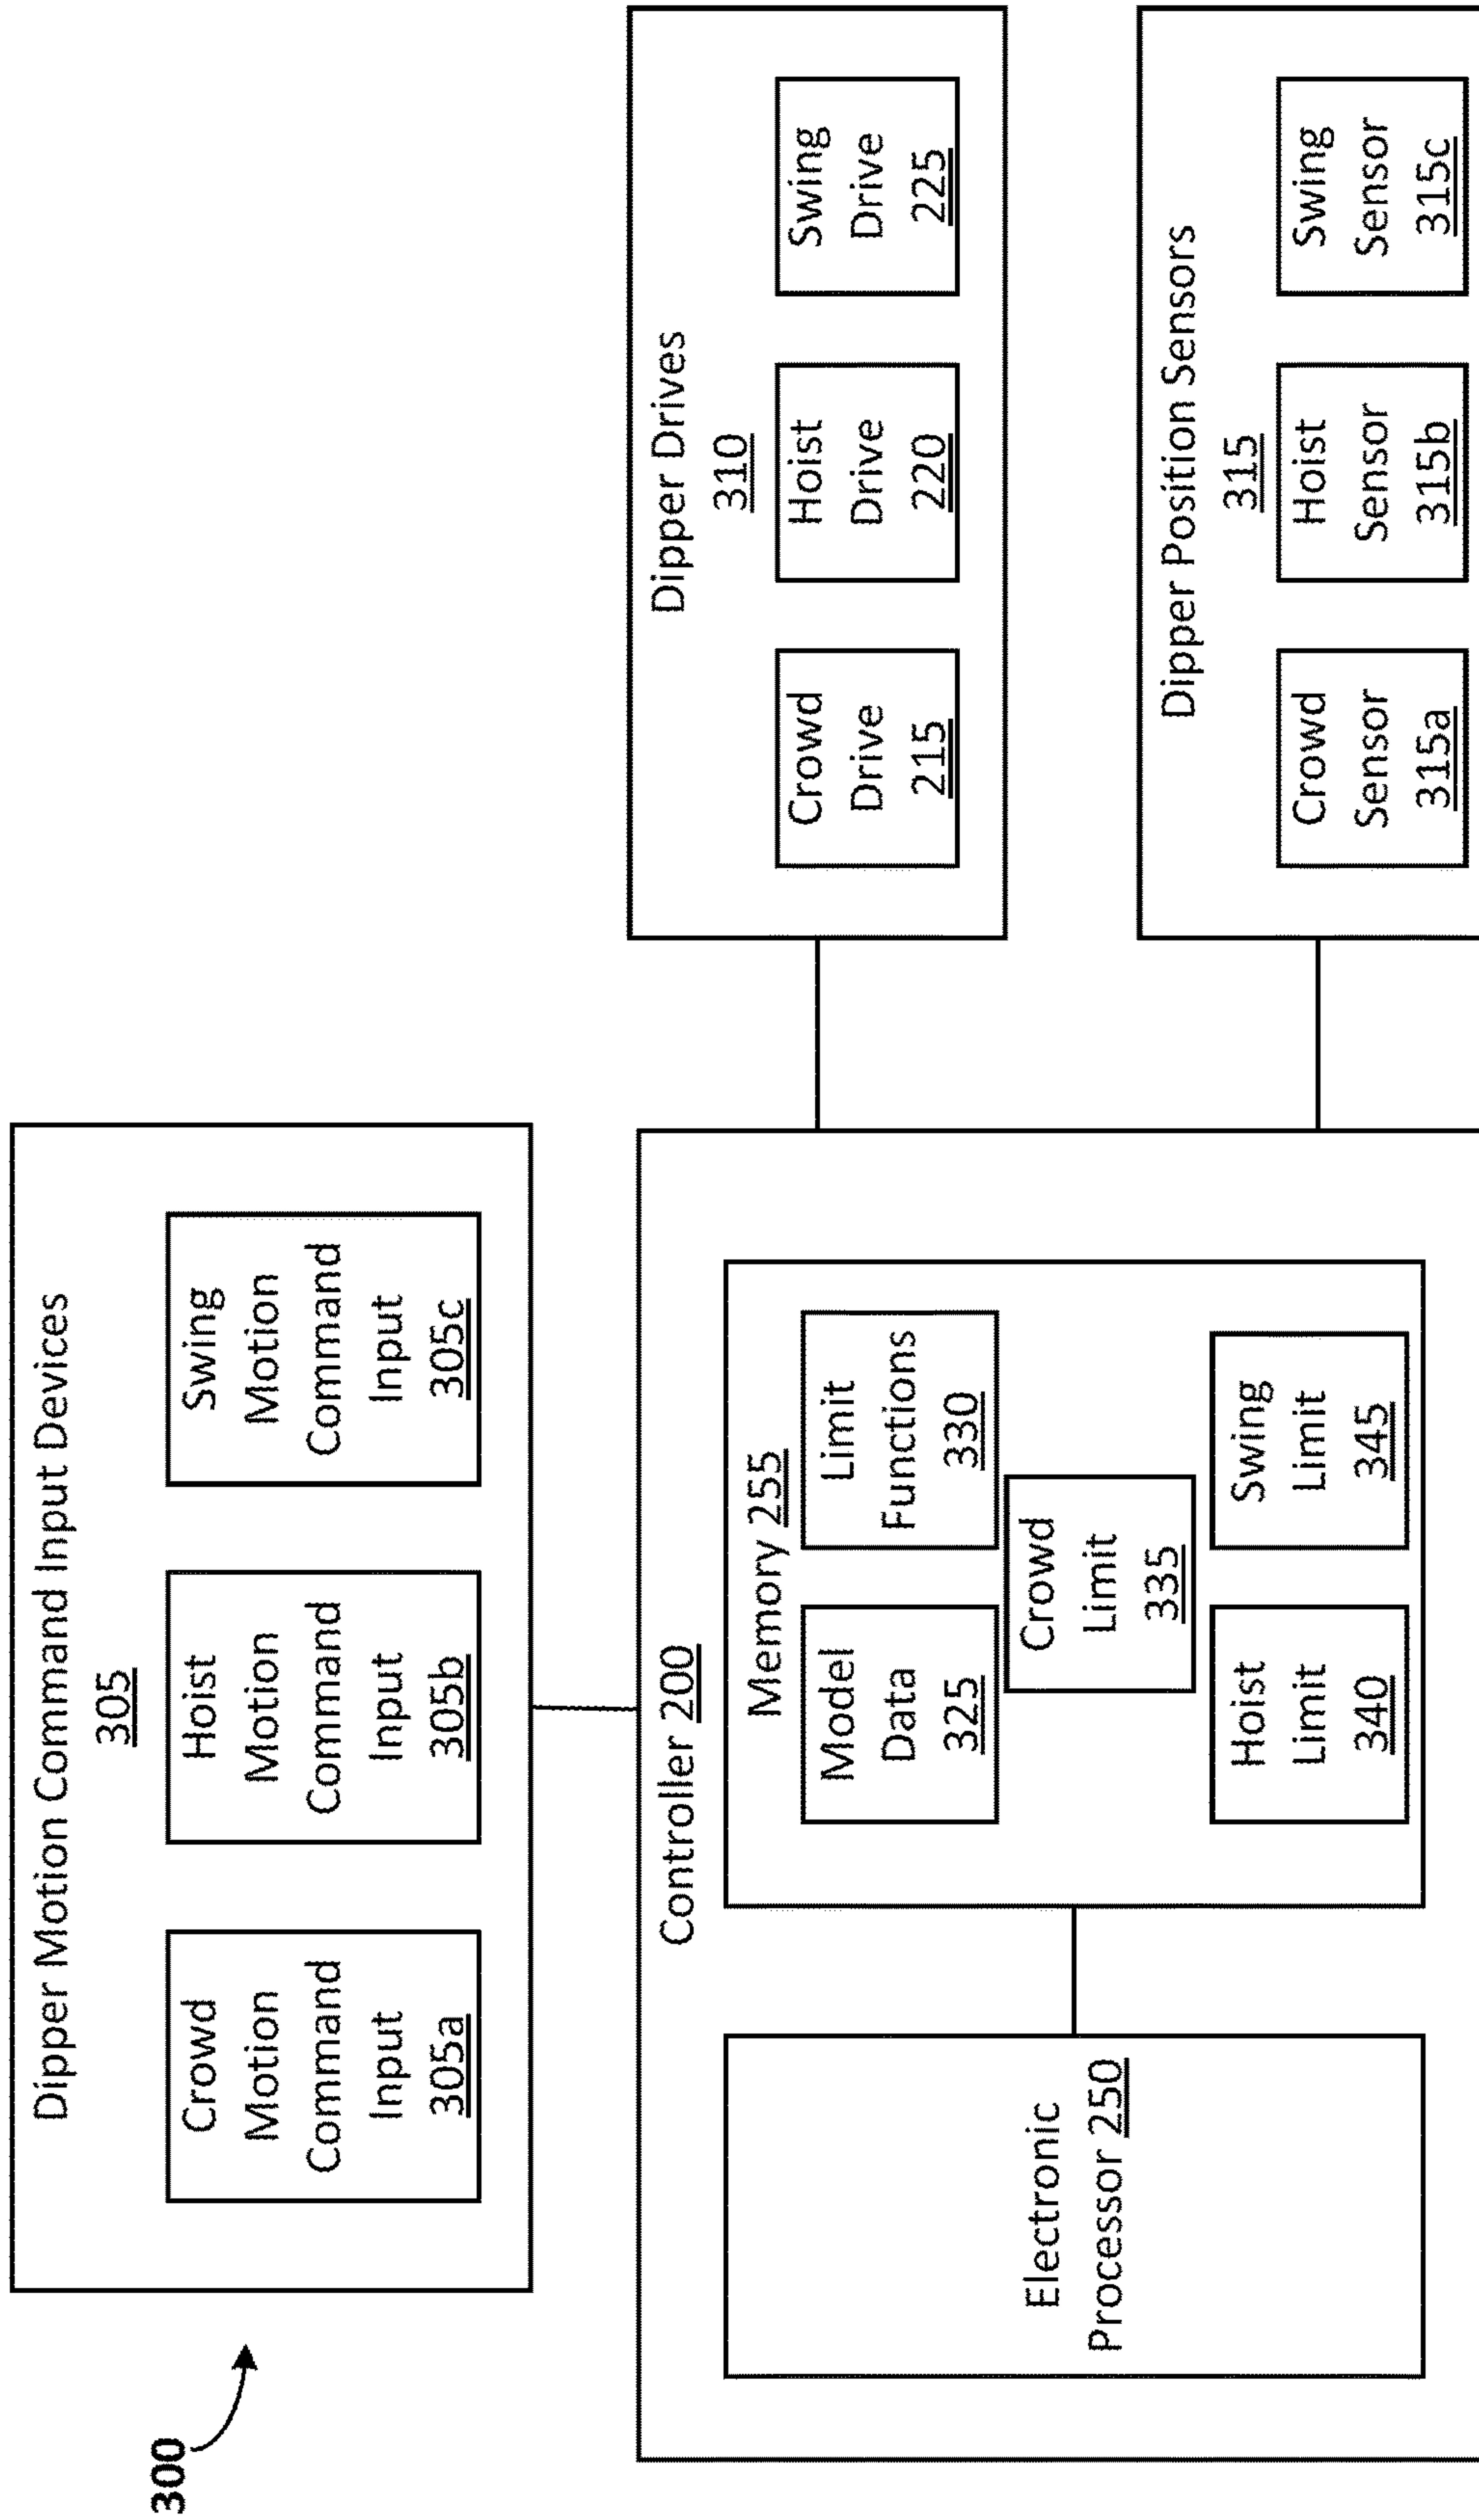 300
Dipper Motion Command Input Devices
305
Crowd
Motion
Command
Input
305a
Hoist
Motion
Command
Input
305b
Swing
Motion
Command
Input
305c
Controller 200
Electronic
Processor 250
Memory 255
Model
Data
325
Limit
Functions
330
Crowd
Limit
335
Hoist
Limit
340
Swing
Limit
345
Dipper Drives
310
Crowd
Drive
215
Hoist
Drive
220
Swing
Drive
225
Dipper Position Sensors
315
Crowd
Sensor
315a
Hoist
Sensor
315b
Swing
Sensor
315c